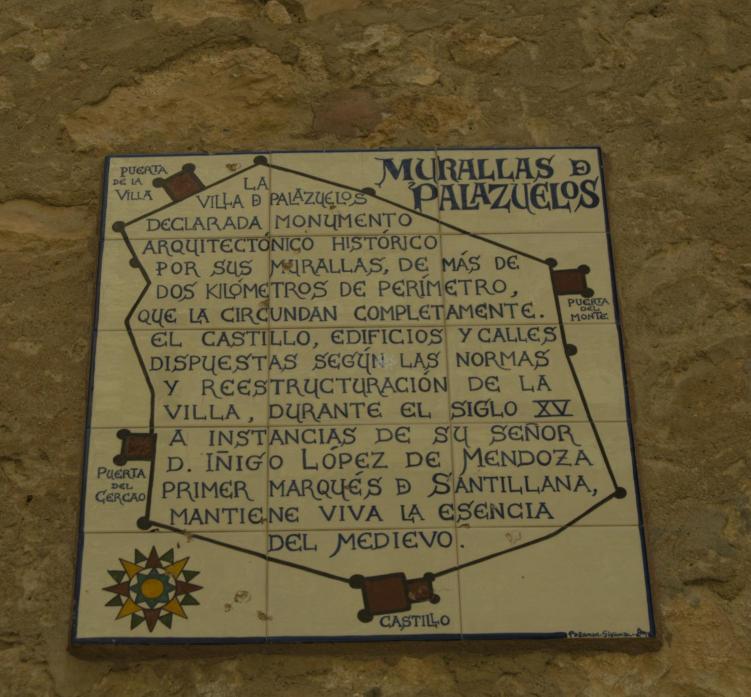 MURALLAS D
PALAZUELOS
PUERTA
DE LA
VILLA
LA
VILLA D PALAZUELOS
DECLARADA MONUMENTO
ARQUITECTÓNICO HISTÓRICO
POR SUS MURALLAS, DE MÁS DE
DOS KILÓMETROS DE PERÍMETRO,
QUE LA CIRCUNDAN COMPLETAMENTE.
EL CASTILLO, EDIFICIOS Y CALLES
DISPUESTAS SEGÚN LAS NORMAS
Y REESTRUCTURACIÓN DE LA
VILLA, DURANTE EL SIGLO XV
A INSTANCIAS DE SU SEÑOR
D. IÑIGO LÓPEZ DE MENDOZA
PRIMER MARQUÉS D SANTILLANA,
MANTIENE VIVA LA ESENCIA
DEL MEDIEVO.
PUERTA
DEL
MONTE
PUERTA
DEL
CERCAO
CASTILLO